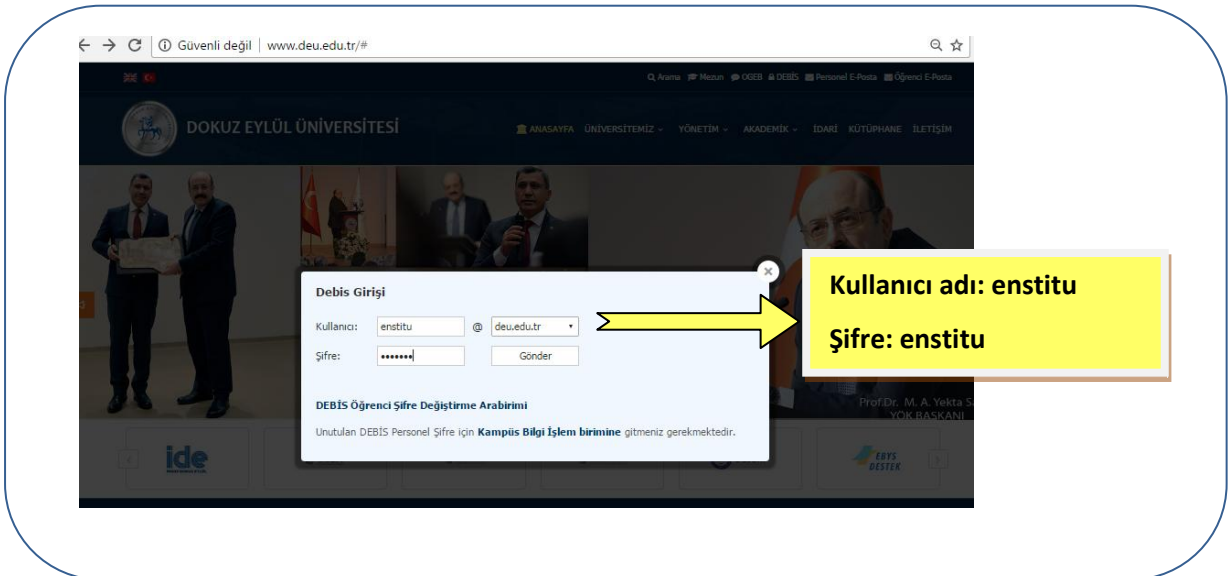 Güvenli değil | www.deu.edu.tr/#
Arama Mezun OGEB DEBİS Personel E-Posta Öğrenci E-Posta
DOKUZ EYLÜL ÜNİVERSİTESİ
ANASAYFA ÜNİVERSİTEMİZ YÖNETİM AKADEMİK İDARİ KÜTÜPHANE İLETİŞİM
Debis Girişi
Kullanıcı: enstitu @ deu.edu.tr
Şifre: ••••••• Gönder
DEBİS Öğrenci Şifre Değiştirme Arabirimi
Unutulan DEBİS Personel Şifre için Kampüs Bilgi İşlem birimine gitmeniz gerekmektedir.
Kullanıcı adı: enstitu
Şifre: enstitu
Prof.Dr. M. A. Yekta
YÖK BAŞKANI
ide
EBYS
DESTEK